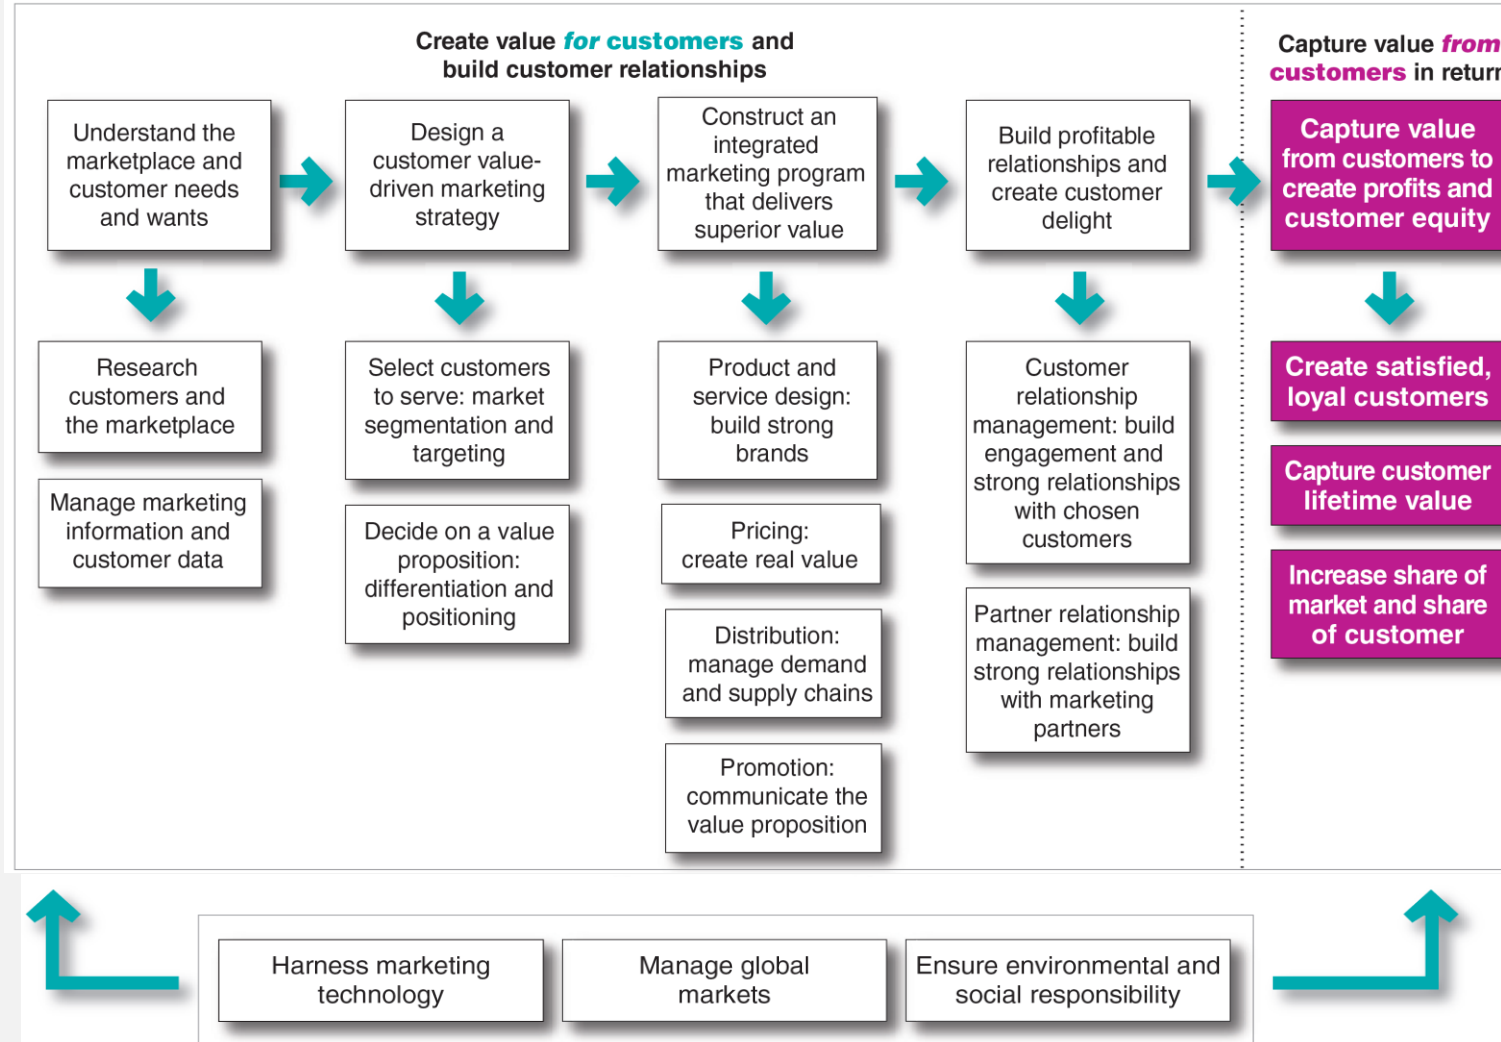 Create value for customers and
build customer relationships
Capture value from
customers in return
Understand the
marketplace and
customer needs
and wants
Design a
customer value-
driven marketing
strategy
Construct an
integrated
marketing program
that delivers
superior value
Build profitable
relationships and
create customer
delight
Capture value
from customers to
create profits and
customer equity
Research
customers and
the marketplace
Manage marketing
information and
customer data
Select customers
to serve: market
segmentation and
targeting
Decide on a value
proposition:
differentiation and
positioning
Product and
service design:
build strong
brands
Pricing:
create real value
Distribution:
manage demand
and supply chains
Promotion:
communicate the
value proposition
Customer
relationship
management: build
engagement and
strong relationships
with chosen
customers
Partner relationship
management: build
strong relationships
with marketing
partners
Create satisfied,
loyal customers
Capture customer
lifetime value
Increase share of
market and share
of customer
Harness marketing
technology
Manage global
markets
Ensure environmental and
social responsibility